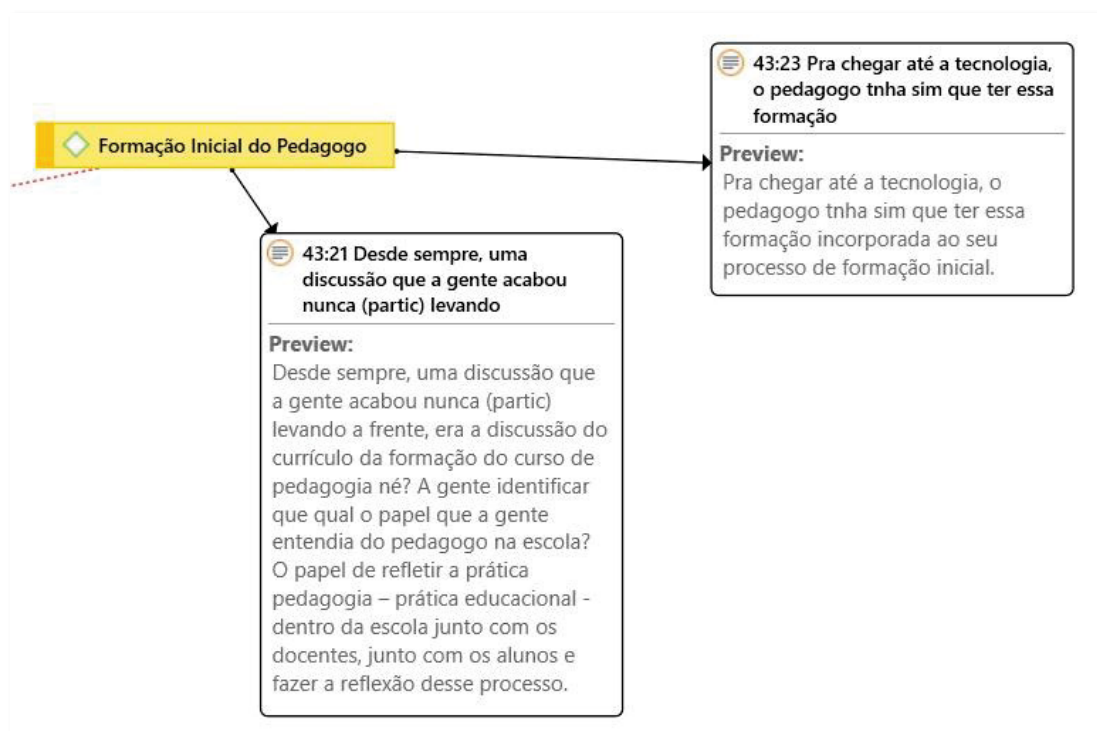 Formação Inicial do Pedagogo
43:23 Pra chegar até a tecnologia,
o pedagogo tnha sim que ter essa
formação
Preview:
Pra chegar até a tecnologia, o
pedagogo tnha sim que ter essa
formação incorporada ao seu
processo de formação inicial.
43:21 Desde sempre, uma
discussão que a gente acabou
nunca (partic) levando
Preview:
Desde sempre, uma discussão que
a gente acabou nunca (partic)
levando a frente, era a discussão do
currículo da formação do curso de
pedagogia né? A gente identificar
que qual o papel que a gente
entendia do pedagogo na escola?
O papel de refletir a prática
pedagogia – prática educacional -
dentro da escola junto com os
docentes, junto com os alunos e
fazer a reflexão desse processo.